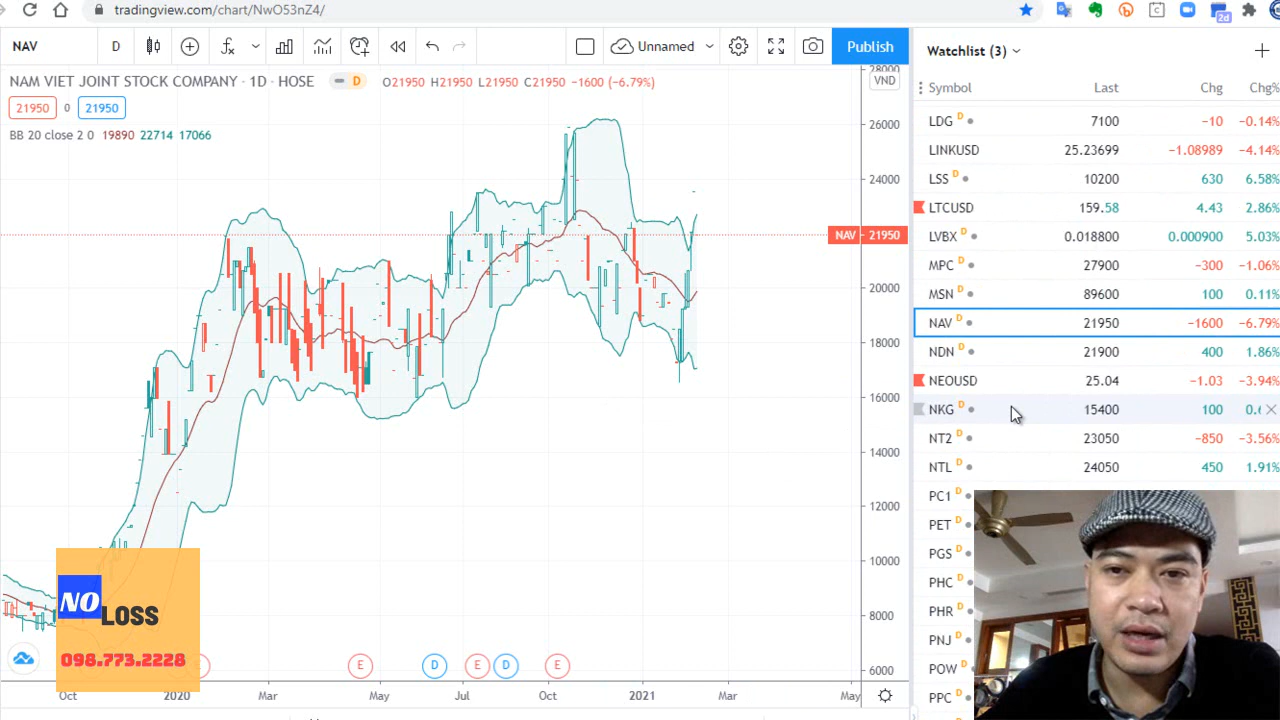 tradingview.com/chart/NwO53nZ4/
2d
NAV D Unnamed Publish
NAM VIET JOINT STOCK COMPANY · 1D · HOSE D O21950 H21950 L21950 C21950 −1600 (−6.79%)
21950 0 21950
BB 20 close 2 0 19890 22714 17066
28000
VND
26000
24000
NAV 21950
20000
18000
16000
14000
12000
10000
8000
6000
E D E D E
Oct 2020 Mar May Jul Oct 2021 Mar May
NO
LOSS
098.773.2228
Watchlist (3)
Symbol Last Chg Chg%
LDG D 7100 −10 −0.14%
LINKUSD 25.23699 −1.08989 −4.14%
LSS D 10200 630 6.58%
LTCUSD 159.58 4.43 2.86%
LVBX D 0.018800 0.000900 5.03%
MPC D 27900 −300 −1.06%
MSN D 89600 100 0.11%
NAV D 21950 −1600 −6.79%
NDN D 21900 400 1.86%
NEOUSD 25.04 −1.03 −3.94%
NKG D 15400 100
NT2 D 23050 −850 −3.56%
NTL D 24050 450 1.91%
PC1 D
PET D
PGS D
PHC D
PHR D
PNJ D
POW D
PPC D